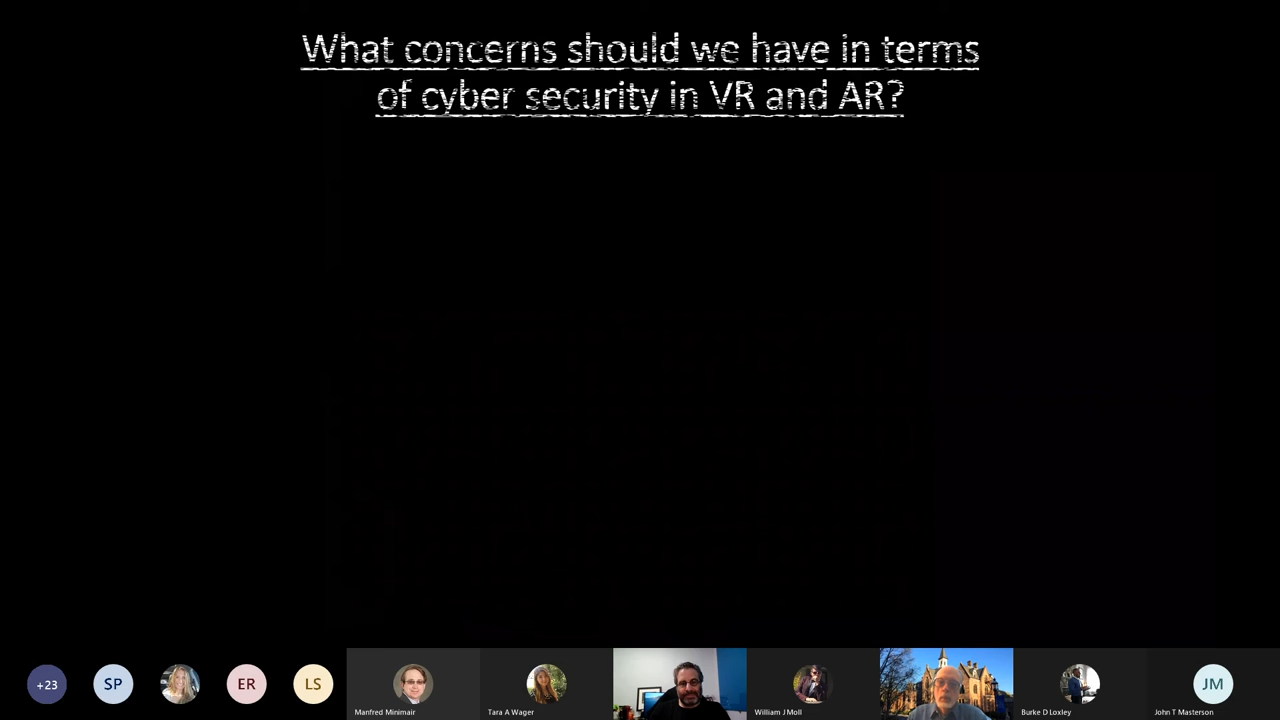 What concerns should we have in terms
of cyber security in VR and AR?
+23
SP
ER
LS
Manfred Minimair
Tara A Wager
William J Moll
Burke D Loxley
JM
John T Masterson